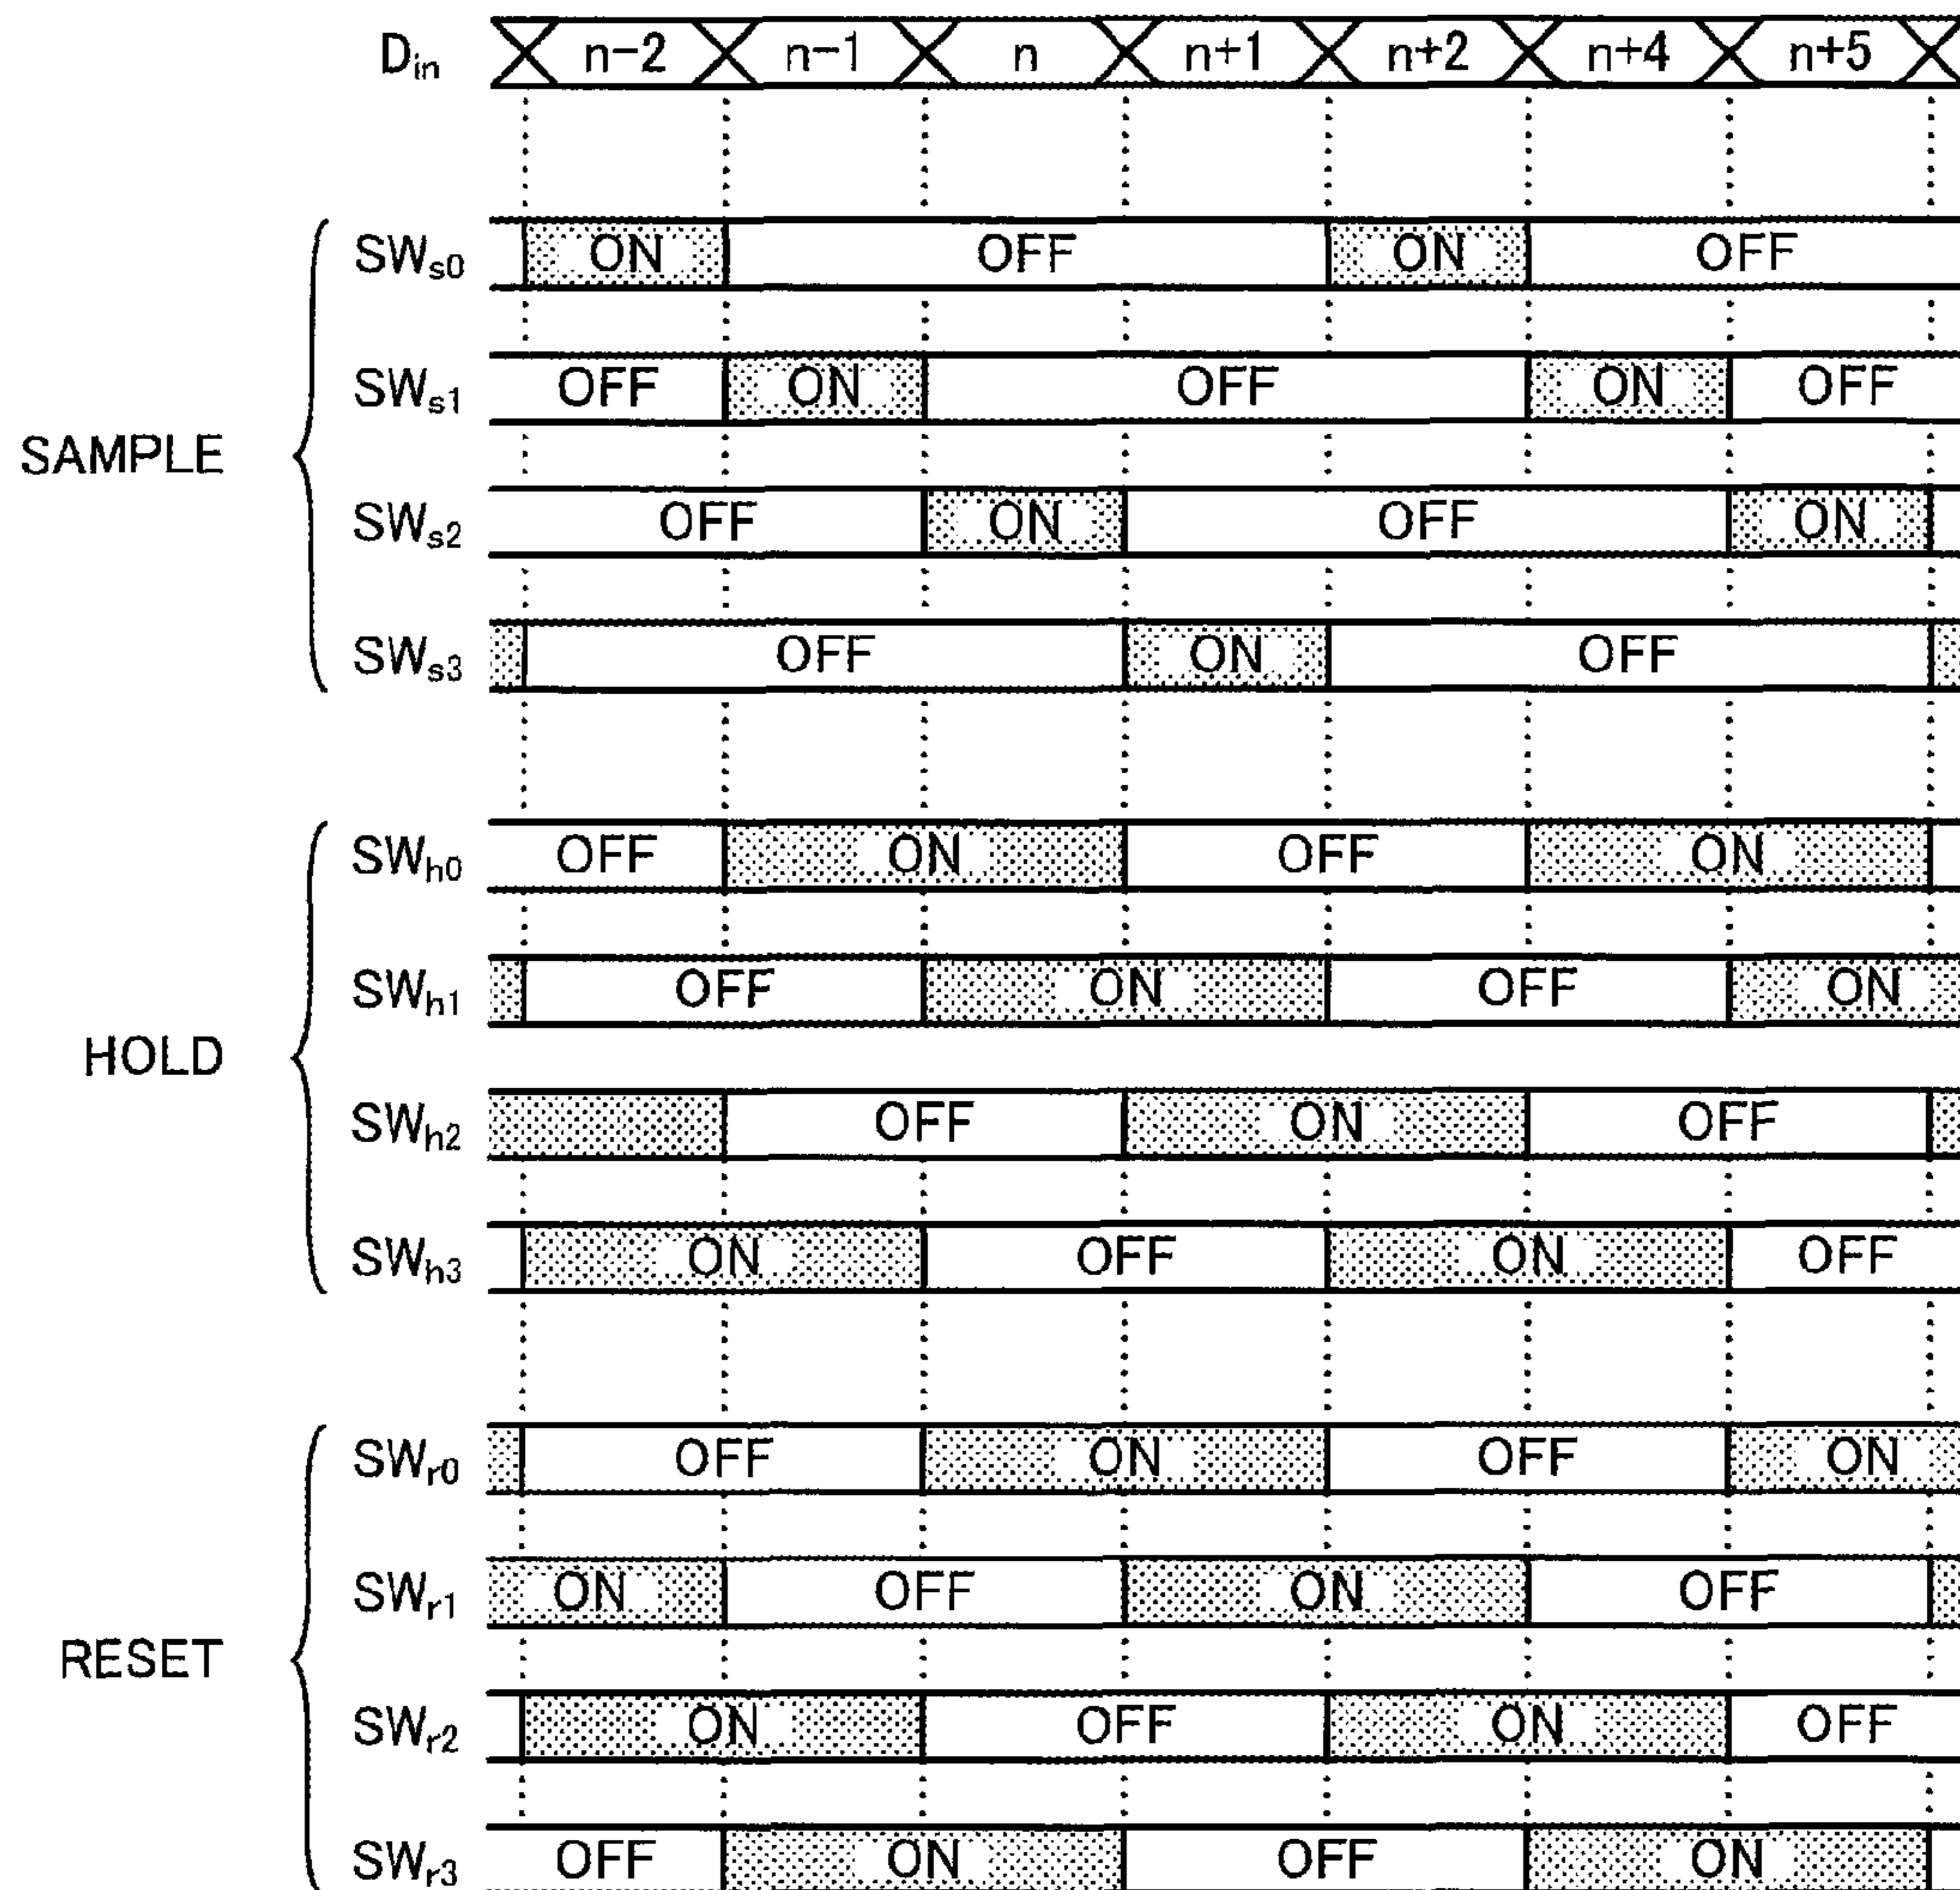 Din n-2 n-1 n n+1 n+2 n+4 n+5
SAMPLE
SWs0 ON OFF ON OFF
SWs1 OFF ON OFF ON OFF
SWs2 OFF ON OFF ON
SWs3 OFF ON OFF
HOLD
SWh0 OFF ON OFF ON
SWh1 OFF ON OFF ON
SWh2 OFF ON OFF
SWh3 ON OFF ON OFF
RESET
SWr0 OFF ON OFF ON
SWr1 ON OFF ON OFF
SWr2 ON OFF ON OFF
SWr3 OFF ON OFF ON